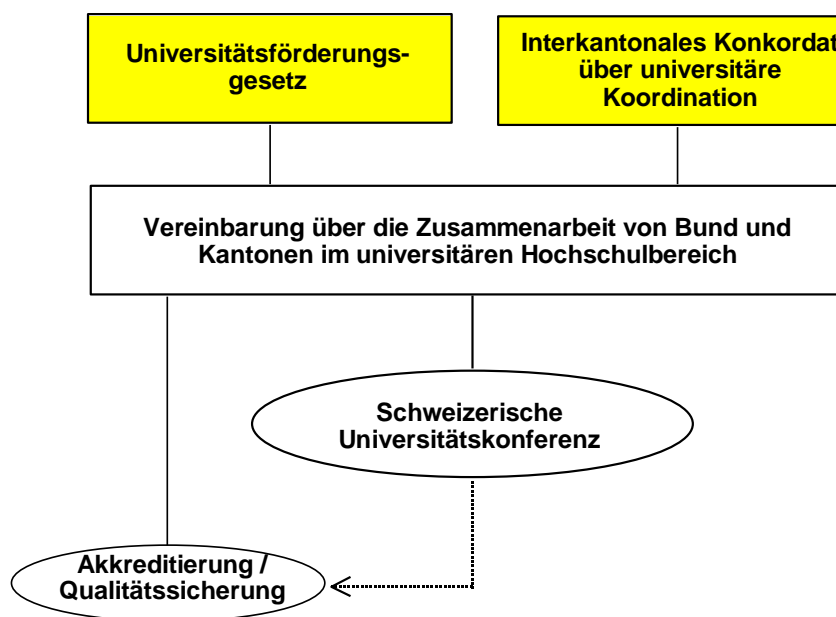 Universitätsförderungs-
gesetz
Interkantonales Konkordat
über universitäre
Koordination
Vereinbarung über die Zusammenarbeit von Bund und
Kantonen im universitären Hochschulbereich
Schweizerische
Universitätskonferenz
Akkreditierung /
Qualitätssicherung